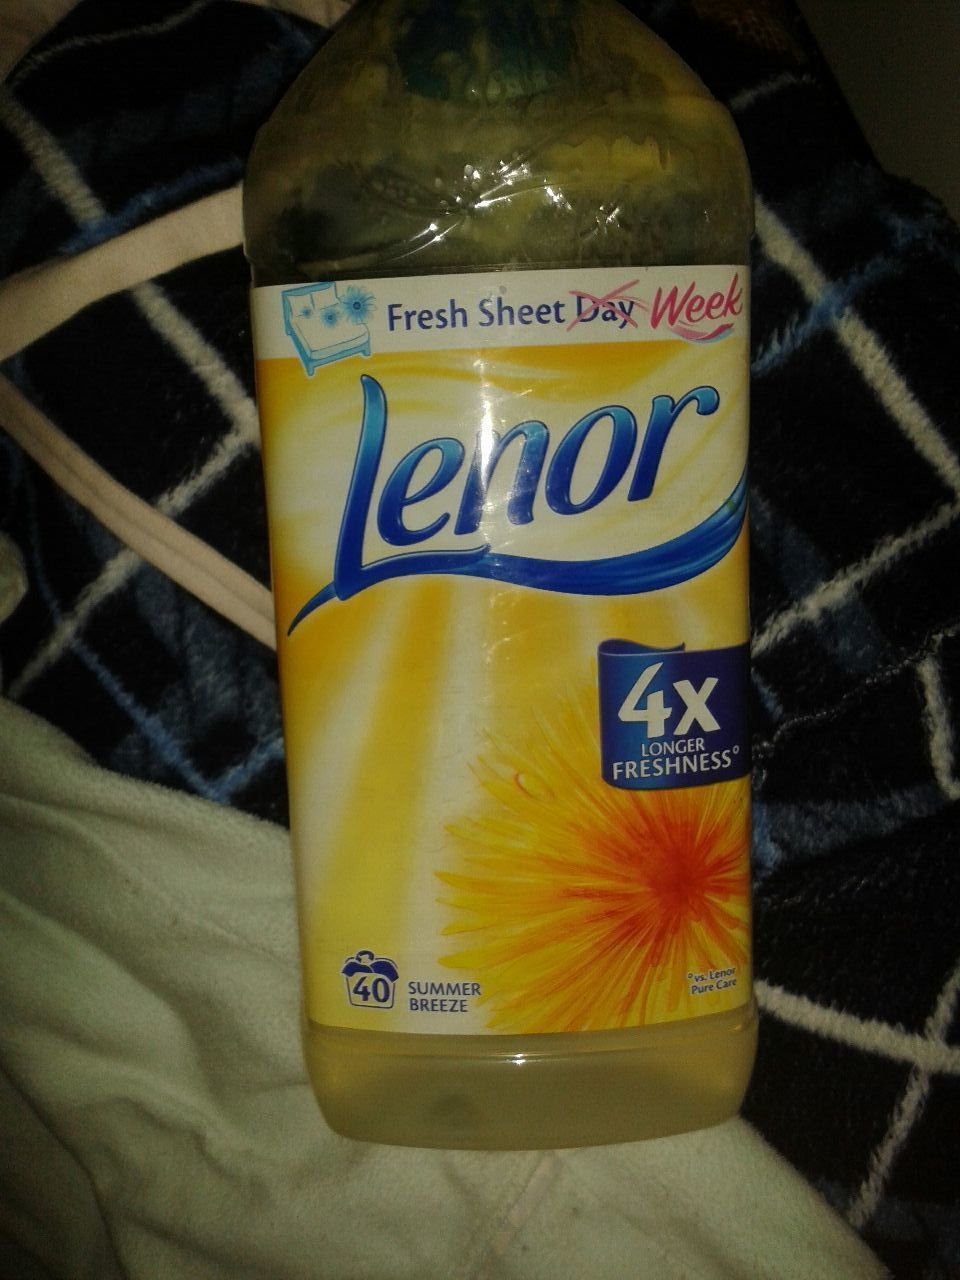 Fresh Sheet Day Week
Lenor
4x
LONGER
FRESHNESS°
40
SUMMER
BREEZE
°vs. Lenor
Pure Care